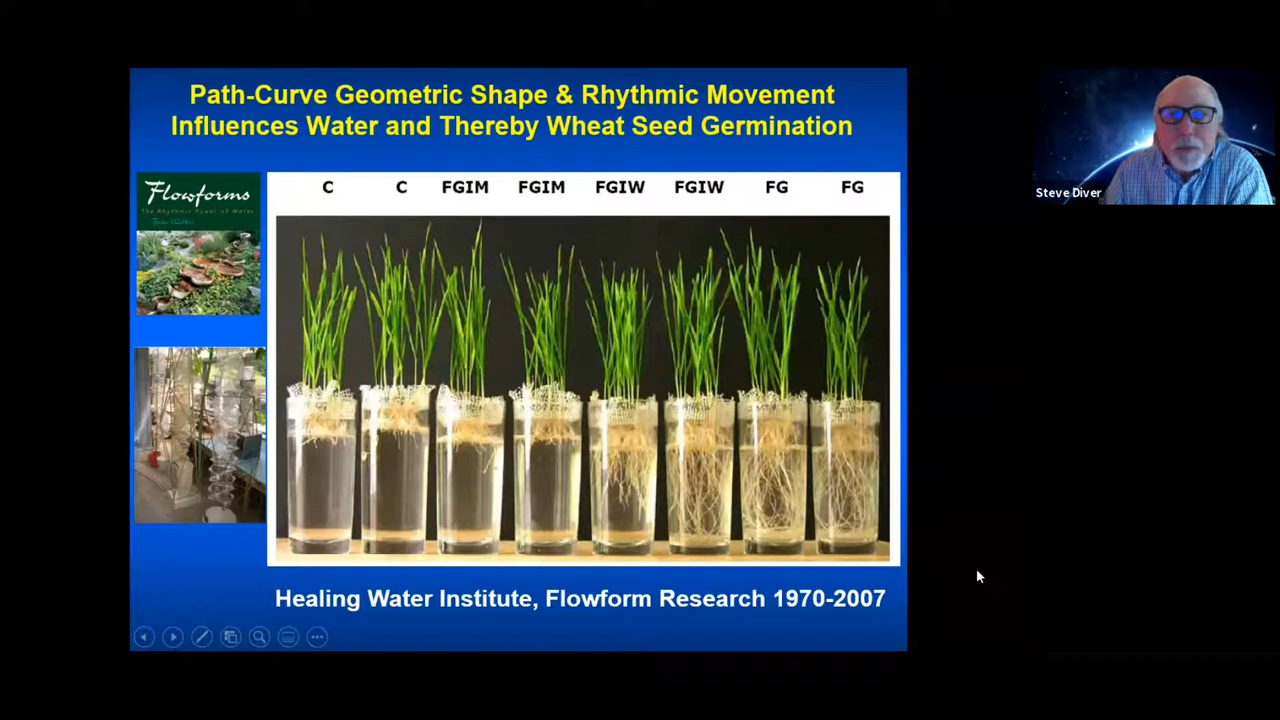 Path-Curve Geometric Shape & Rhythmic Movement
Influences Water and Thereby Wheat Seed Germination
Flowforms
The Rhythmic Power of Water
C C FGIM FGIM FGIW FGIW FG FG
Steve Diver
Healing Water Institute, Flowform Research 1970-2007